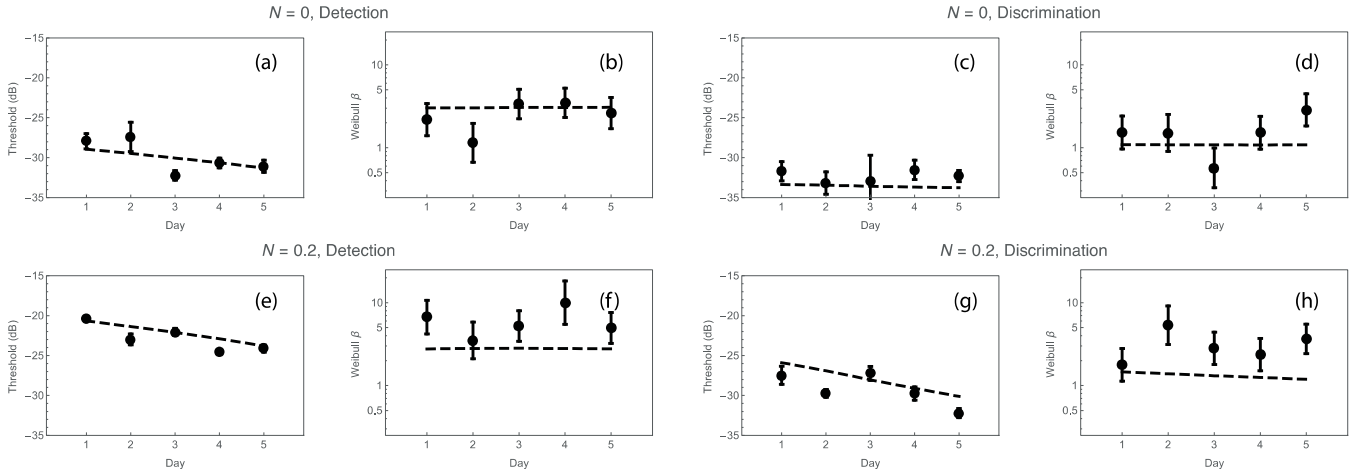 N = 0, Detection
N = 0, Discrimination
−15
−20
−25
−30
−35
Threshold (dB)
(a)
1 2 3 4 5
Day
10
5
1
0.5
Weibull β
(b)
1 2 3 4 5
Day
−15
−20
−25
−30
−35
Threshold (dB)
(c)
1 2 3 4 5
Day
10
5
1
0.5
Weibull β
(d)
1 2 3 4 5
Day
N = 0.2, Detection
N = 0.2, Discrimination
−15
−20
−25
−30
−35
Threshold (dB)
(e)
1 2 3 4 5
Day
10
5
1
0.5
Weibull β
(f)
1 2 3 4 5
Day
−15
−20
−25
−30
−35
Threshold (dB)
(g)
1 2 3 4 5
Day
10
5
1
0.5
Weibull β
(h)
1 2 3 4 5
Day